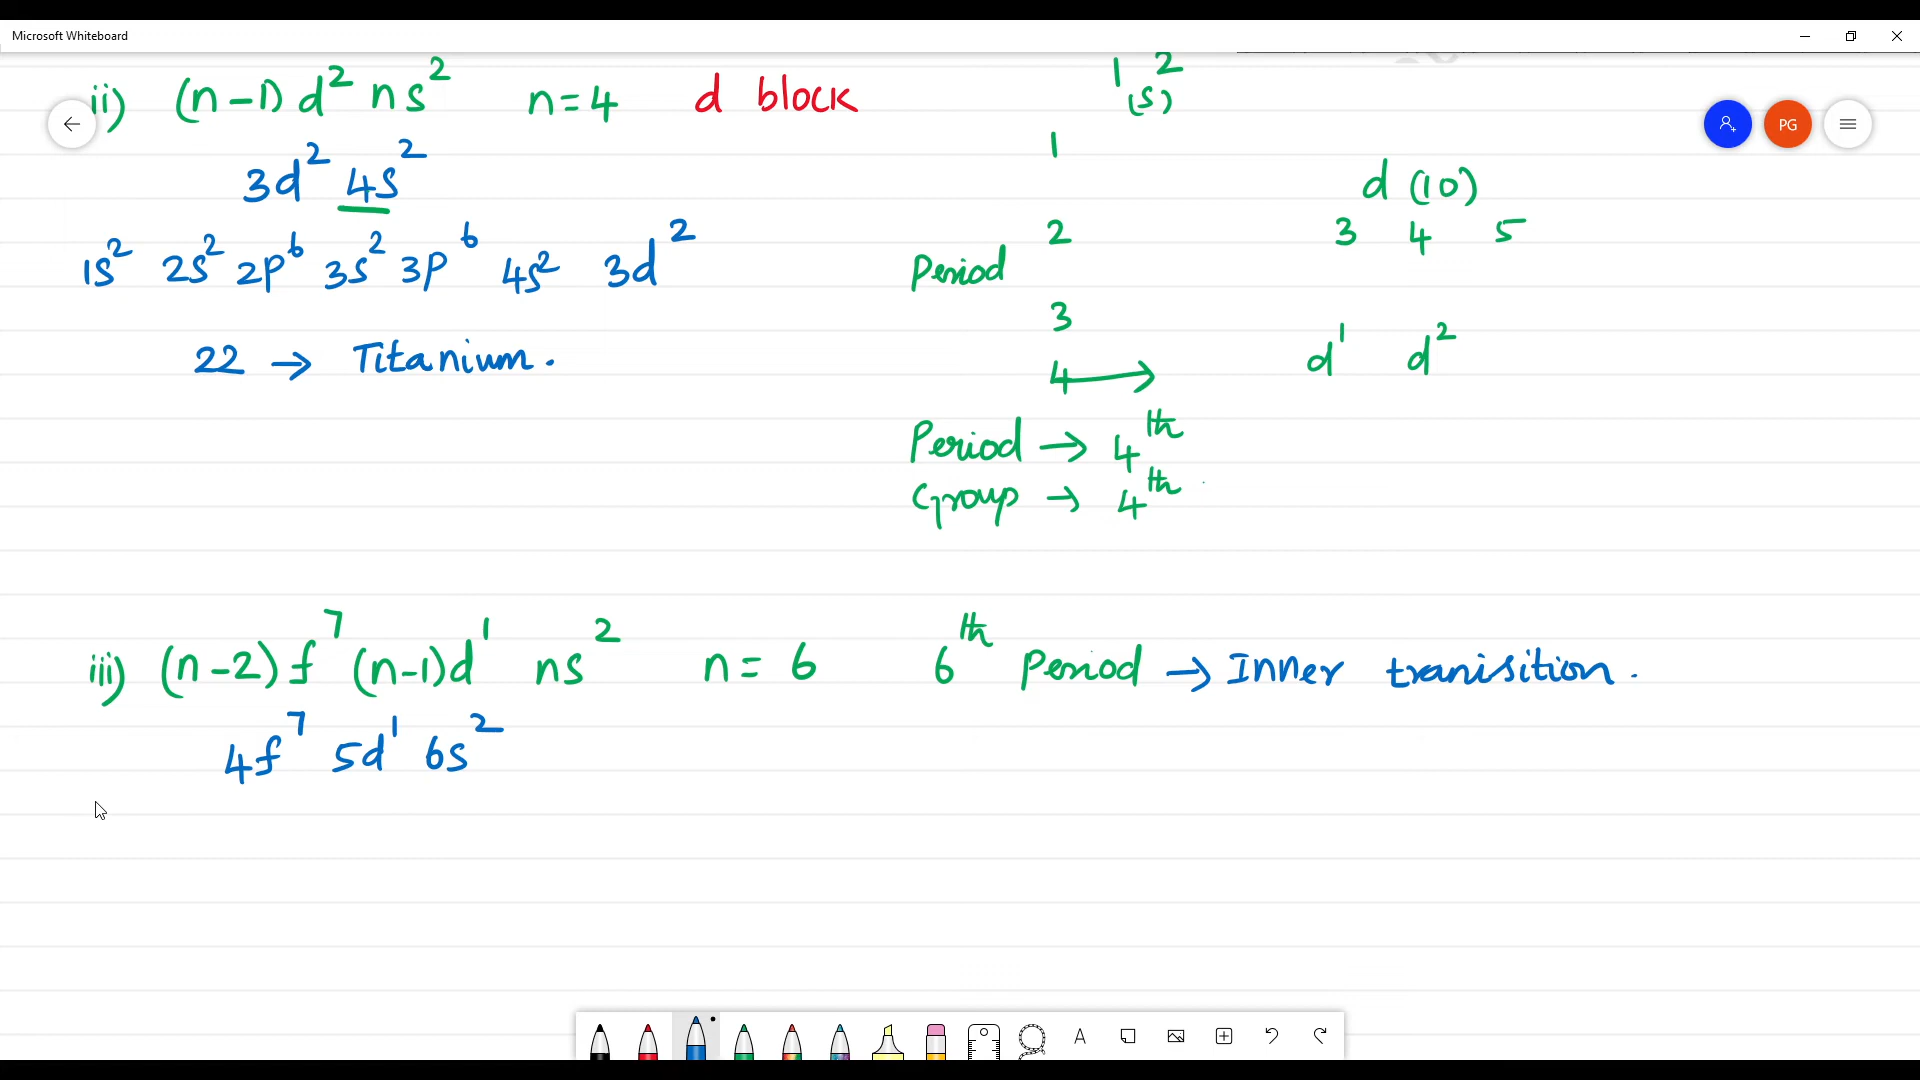 Microsoft Whiteboard
ii) (n-1) d² ns² n=4 d block
3d² 4s²
1s² 2s² 2p⁶ 3s² 3p⁶ 4s² 3d²
22 → Titanium.
1 2
(s)
1
d (10)
2 3 4 5
Period
3
d¹ d²
4 →
Period → 4th
Group → 4th
iii) (n-2) f⁷ (n-1)d¹ ns² n= 6 6th Period → Inner tranisition.
4f⁷ 5d¹ 6s²
PG
A